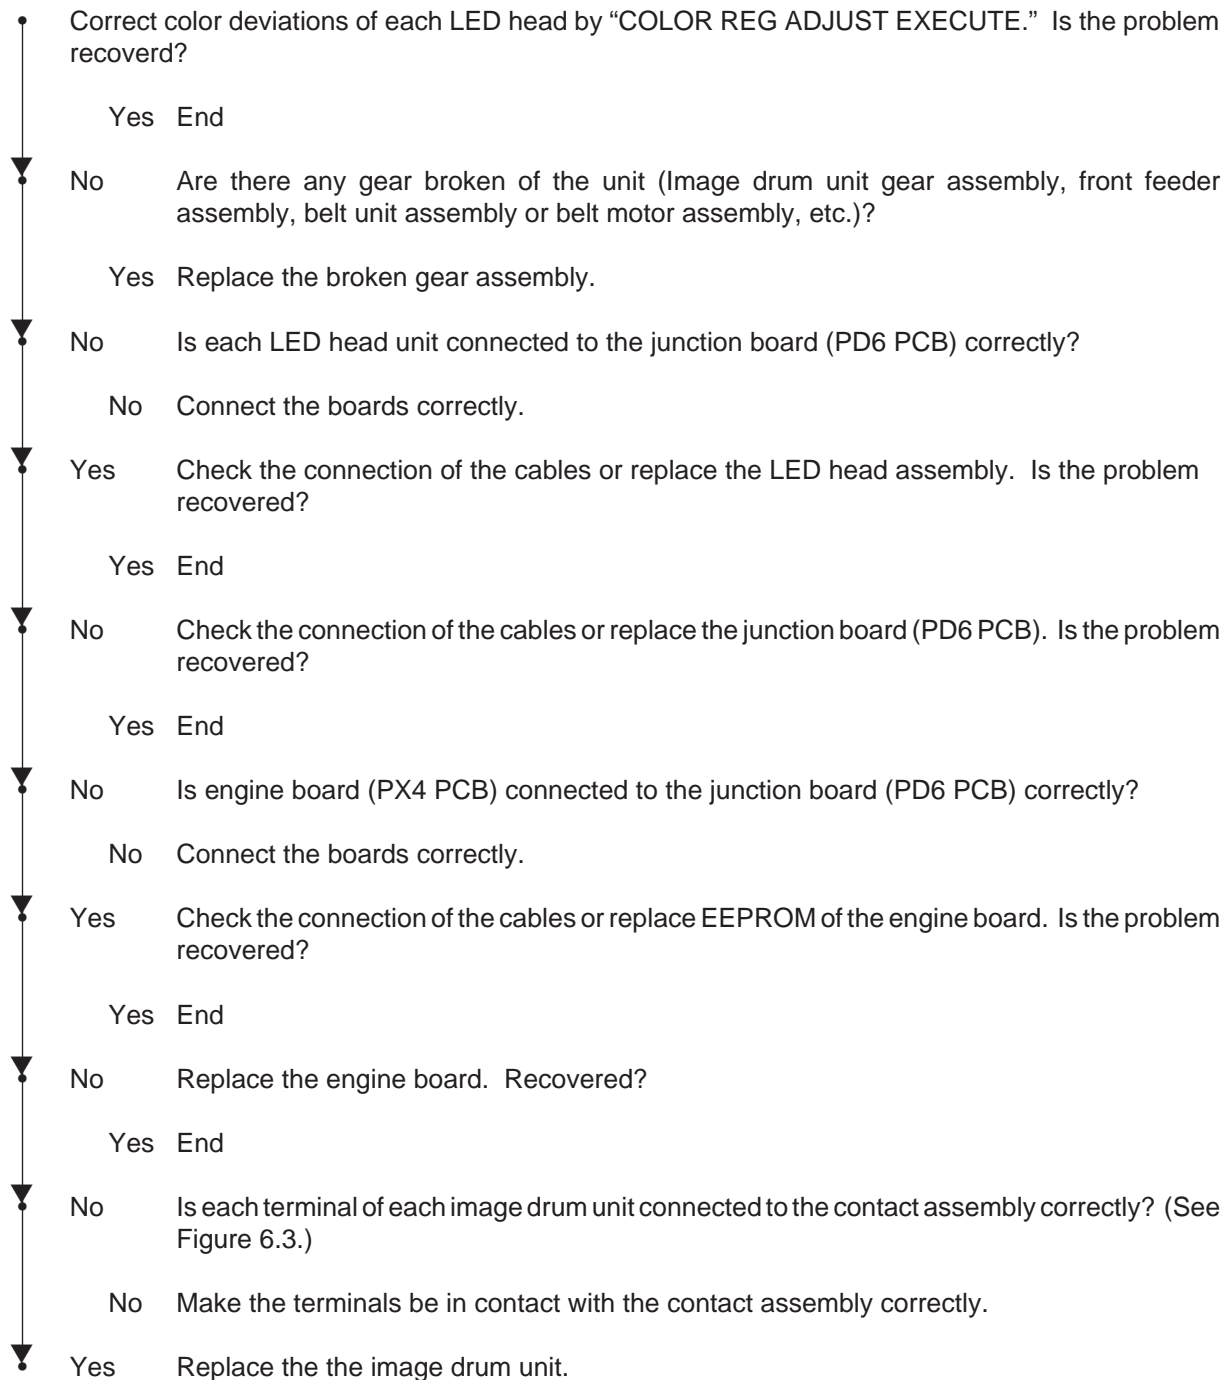 Correct color deviations of each LED head by “COLOR REG ADJUST EXECUTE.” Is the problem
recoverd?
Yes End
No Are there any gear broken of the unit (Image drum unit gear assembly, front feeder
assembly, belt unit assembly or belt motor assembly, etc.)?
Yes Replace the broken gear assembly.
No Is each LED head unit connected to the junction board (PD6 PCB) correctly?
No Connect the boards correctly.
Yes Check the connection of the cables or replace the LED head assembly. Is the problem
recovered?
Yes End
No Check the connection of the cables or replace the junction board (PD6 PCB). Is the problem
recovered?
Yes End
No Is engine board (PX4 PCB) connected to the junction board (PD6 PCB) correctly?
No Connect the boards correctly.
Yes Check the connection of the cables or replace EEPROM of the engine board. Is the problem
recovered?
Yes End
No Replace the engine board. Recovered?
Yes End
No Is each terminal of each image drum unit connected to the contact assembly correctly? (See
Figure 6.3.)
No Make the terminals be in contact with the contact assembly correctly.
Yes Replace the the image drum unit.